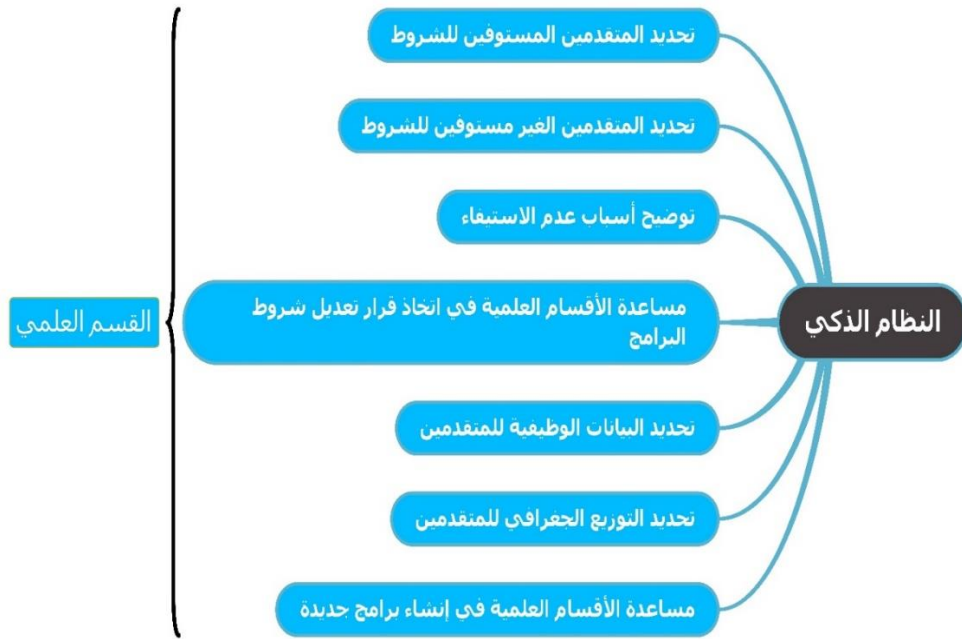 النظام الذكي
تحديد المتقدمين المستوفين للشروط
تحديد المتقدمين الغير مستوفين للشروط
توضيح أسباب عدم الاستيفاء
مساعدة الأقسام العلمية في اتخاذ قرار تعديل شروط
البرامج
تحديد البيانات الوظيفية للمتقدمين
تحديد التوزيع الجغرافي للمتقدمين
مساعدة الأقسام العلمية في إنشاء برامج جديدة
القسم العلمي